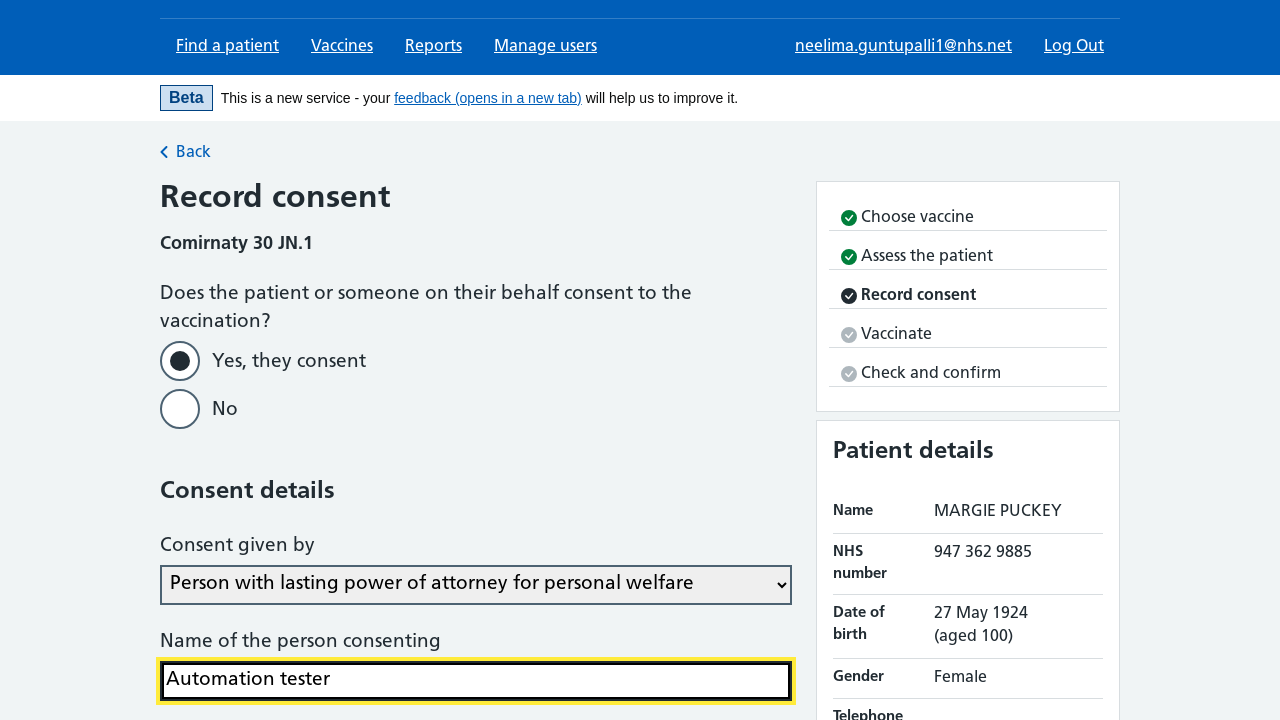 Find a patient
Vaccines
Reports
Manage users
neelima.guntupalli1@nhs.net
Log Out
Beta
This is a new service - your feedback (opens in a new tab) will help us to improve it.
Back
Record consent
Comirnaty 30 JN.1
Does the patient or someone on their behalf consent to the
vaccination?
Yes, they consent
No
Consent details
Consent given by
Person with lasting power of attorney for personal welfare
Name of the person consenting
Automation tester
Choose vaccine
Assess the patient
Record consent
Vaccinate
Check and confirm
Patient details
Name MARGIE PUCKEY
NHS
number
947 362 9885
Date of
birth
27 May 1924
(aged 100)
Gender Female
Telephone